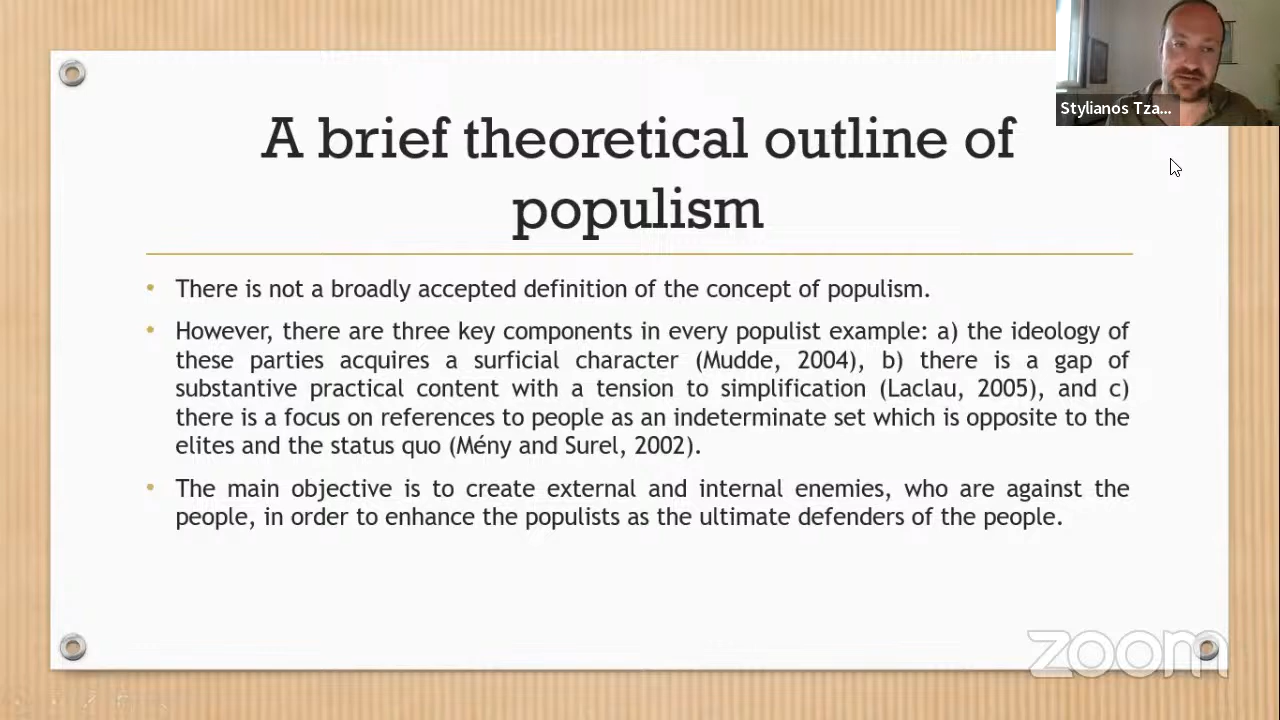 Stylianos Tza...
A brief theoretical outline of
populism
• There is not a broadly accepted definition of the concept of populism.
• However, there are three key components in every populist example: a) the ideology of
these parties acquires a surficial character (Mudde, 2004), b) there is a gap of
substantive practical content with a tension to simplification (Laclau, 2005), and c)
there is a focus on references to people as an indeterminate set which is opposite to the
elites and the status quo (Mény and Surel, 2002).
• The main objective is to create external and internal enemies, who are against the
people, in order to enhance the populists as the ultimate defenders of the people.
zoom